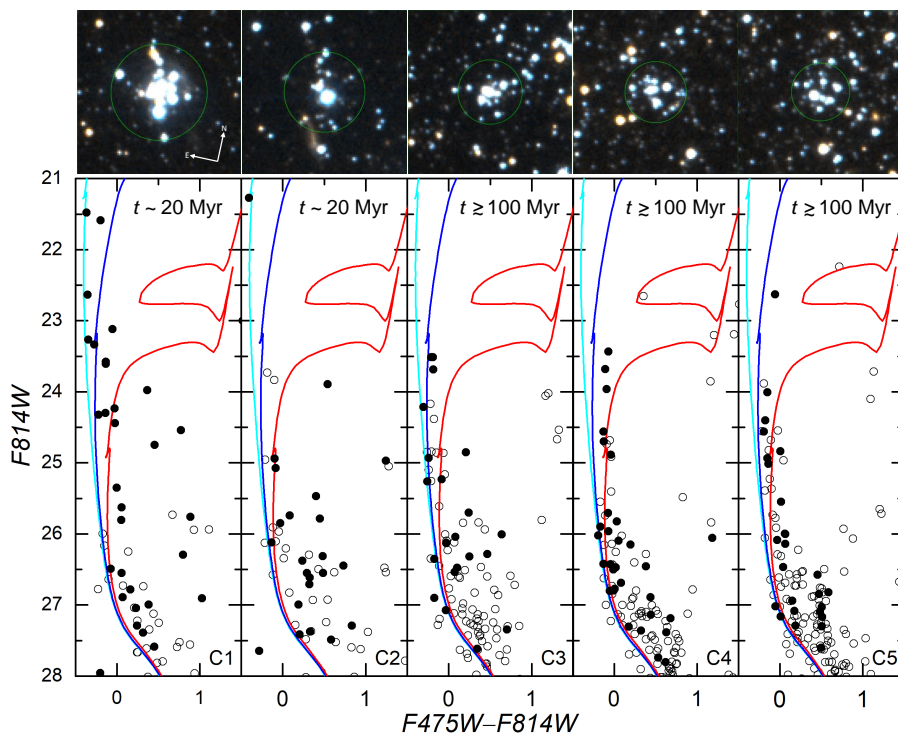 N
E
21
22
23
24
25
26
27
28
F814W
t ~ 20 Myr
t ~ 20 Myr
t ≳ 100 Myr
t ≳ 100 Myr
t ≳ 100 Myr
C1
C2
C3
C4
C5
0 1 0 1 0 1 0 1 0 1
F475W–F814W